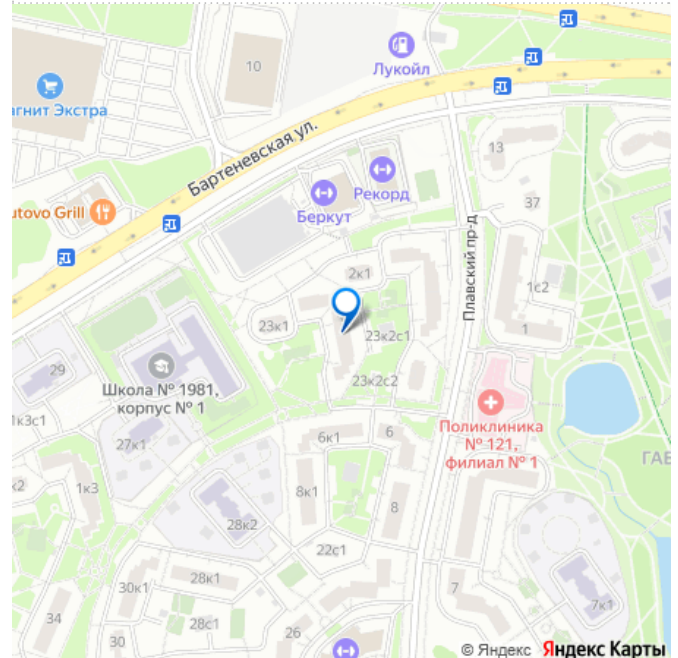 10
Лукойл
агнит Экстра
Бартеневская ул.
13
Рекорд
Беркут
37
utovo Grill
Плавский пр-д
2к1
1с2
23к1
23к2с1
1
29
Школа № 1981,
корпус № 1
23к2с2
Поликлиника
№ 121,
филиал № 1
1к3с1
27к1
6к1
6
ГАБ
к2
1к3
8к1
8
28к2
22с1
30к1
28к1
7
7к1
34
28с1
30
26
© Яндекс Яндекс Карты